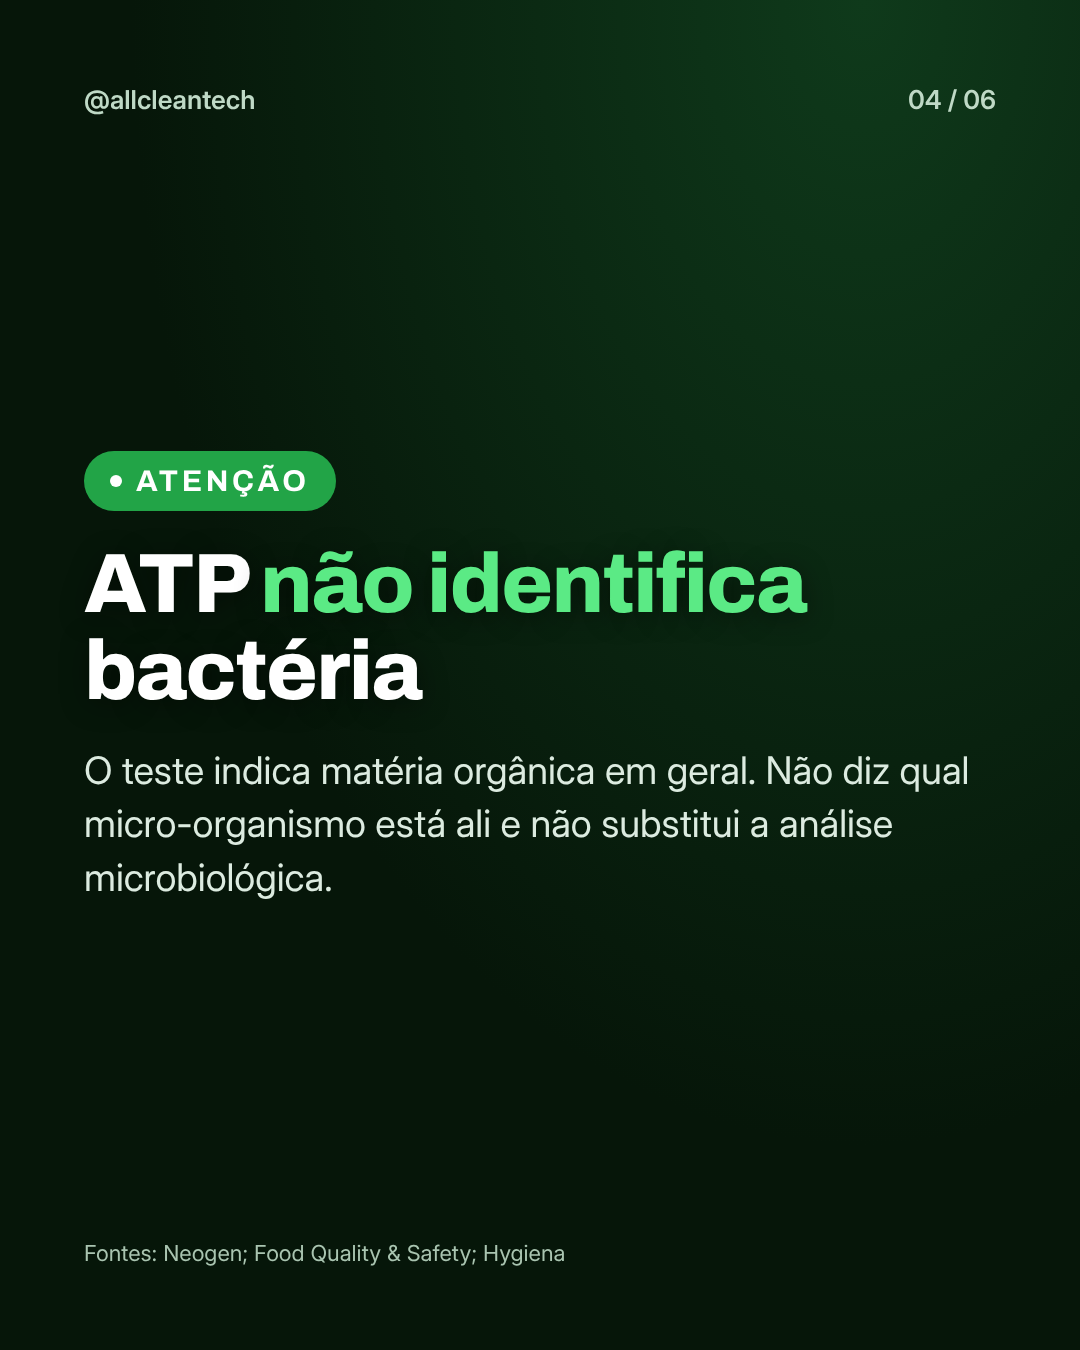 @allcleantech
04 / 06
• ATENÇÃO
ATP não identifica
bactéria
O teste indica matéria orgânica em geral. Não diz qual
micro-organismo está ali e não substitui a análise
microbiológica.
Fontes: Neogen; Food Quality & Safety; Hygiena